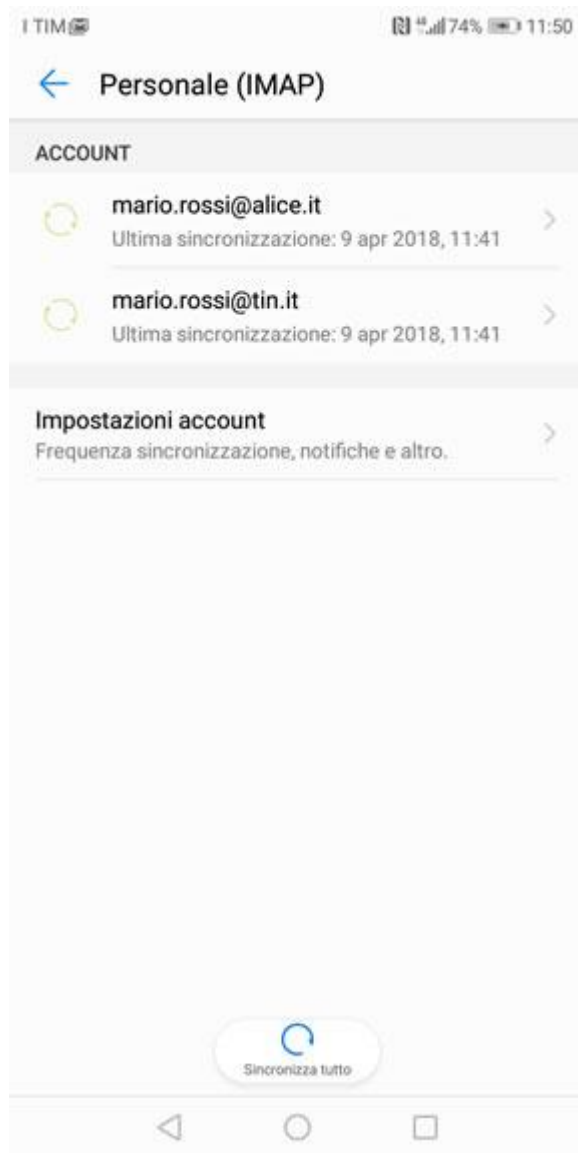 I TIM 74% 11:50
Personale (IMAP)
ACCOUNT
mario.rossi@alice.it
Ultima sincronizzazione: 9 apr 2018, 11:41
mario.rossi@tin.it
Ultima sincronizzazione: 9 apr 2018, 11:41
Impostazioni account
Frequenza sincronizzazione, notifiche e altro.
Sincronizza tutto